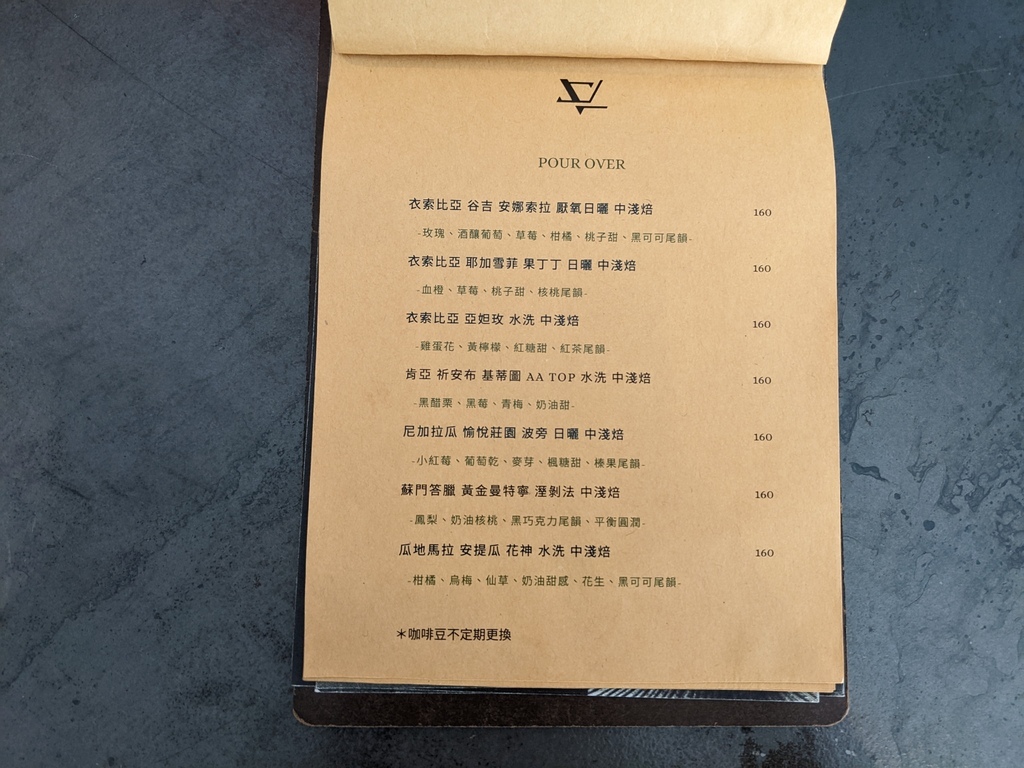 POUR OVER
衣索比亞 谷吉 安娜索拉 厭氧日曬 中淺焙 160
-玫瑰、酒釀葡萄、草莓、柑橘、桃子甜、黑可可尾韻-
衣索比亞 耶加雪菲 果丁丁 日曬 中淺焙 160
-血橙、草莓、桃子甜、核桃尾韻-
衣索比亞 亞妲玫 水洗 中淺焙 160
-雞蛋花、黃檸檬、紅糖甜、紅茶尾韻-
肯亞 祈安布 基蒂圖 AA TOP 水洗 中淺焙 160
-黑醋栗、黑莓、青梅、奶油甜-
尼加拉瓜 愉悅莊園 波旁 日曬 中淺焙 160
-小紅莓、葡萄乾、麥芽、楓糖甜、榛果尾韻-
蘇門答臘 黃金曼特寧 溼剝法 中淺焙 160
-鳳梨、奶油核桃、黑巧克力尾韻、平衡圓潤-
瓜地馬拉 安提瓜 花神 水洗 中淺焙 160
-柑橘、烏梅、仙草、奶油甜感、花生、黑可可尾韻-
＊咖啡豆不定期更換